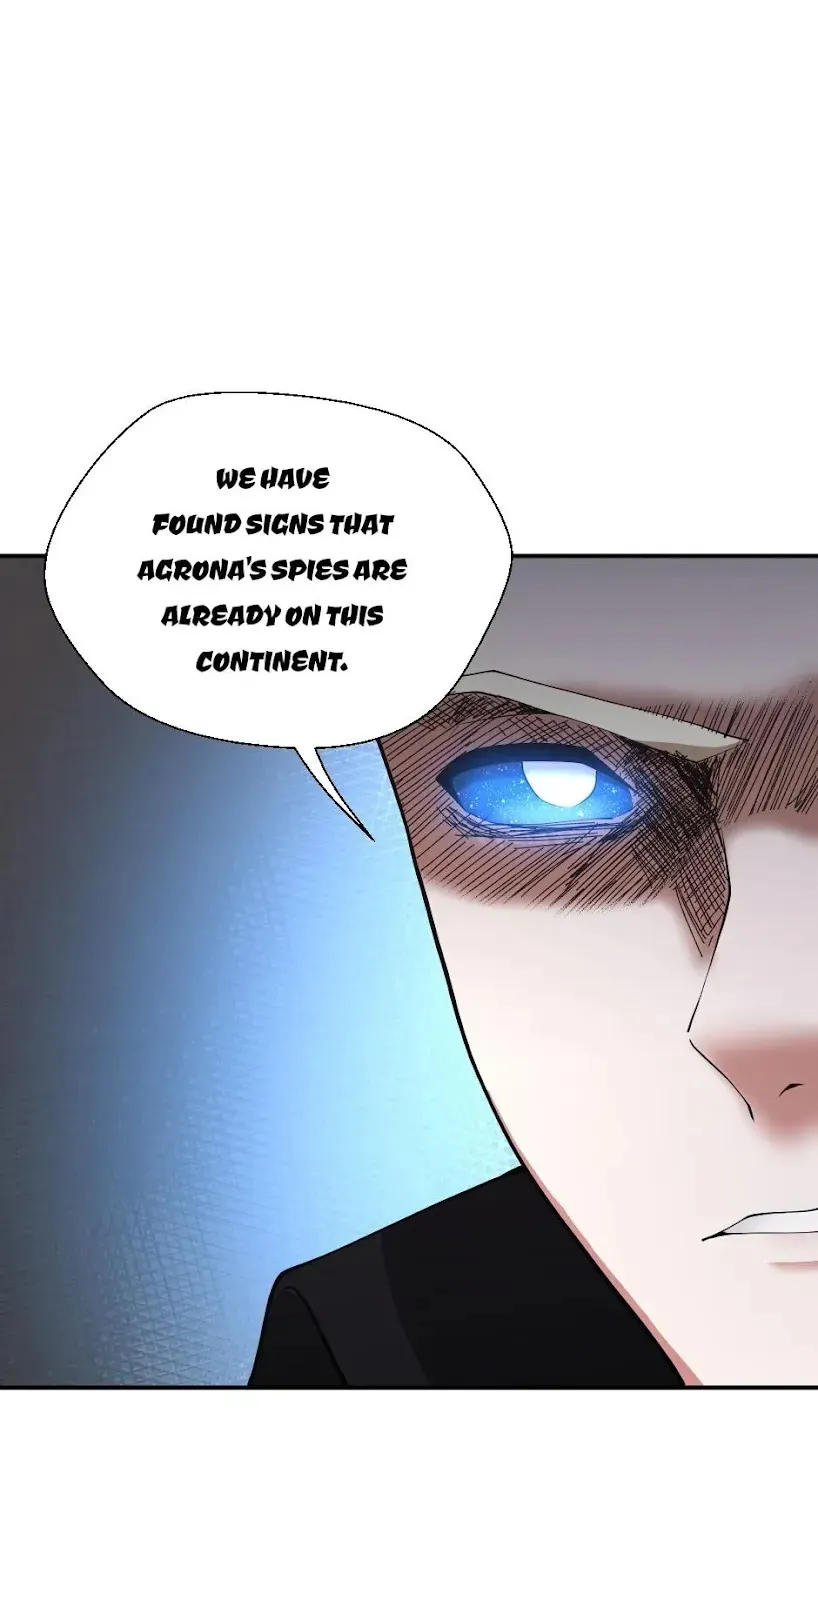 WE HAVE
FOUND SIGNS THAT
AGRONA'S SPIES ARE
ALREADY ON THIS
CONTINENT.